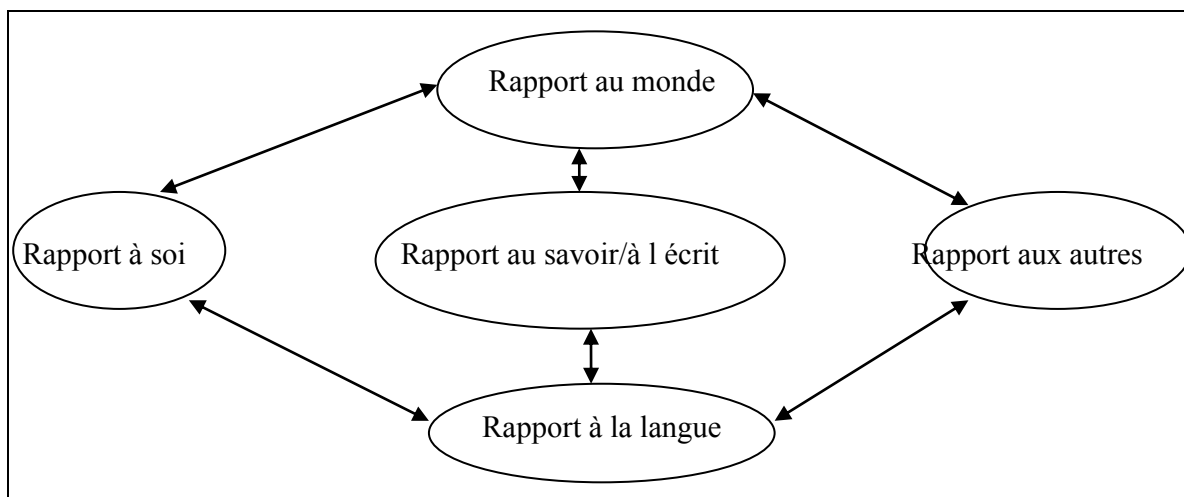 Rapport au monde
Rapport à soi
Rapport au savoir/à l écrit
Rapport aux autres
Rapport à la langue